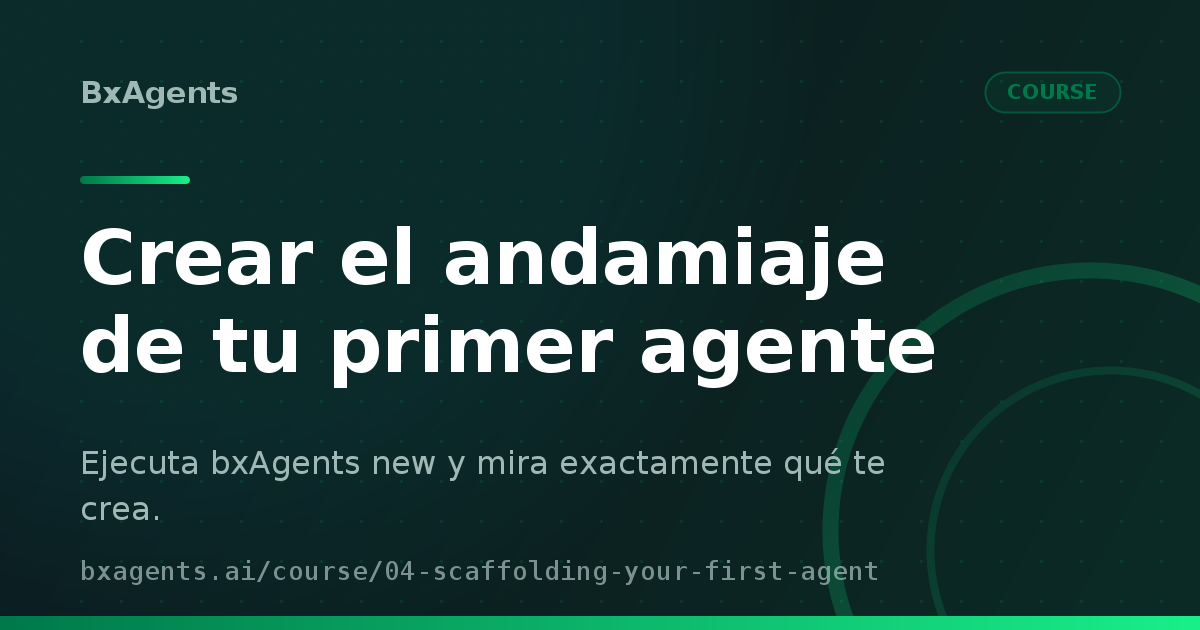 BxAgents
COURSE
Crear el andamiaje
de tu primer agente
Ejecuta bxAgents new y mira exactamente qué te
crea.
bxagents.ai/course/04-scaffolding-your-first-agent